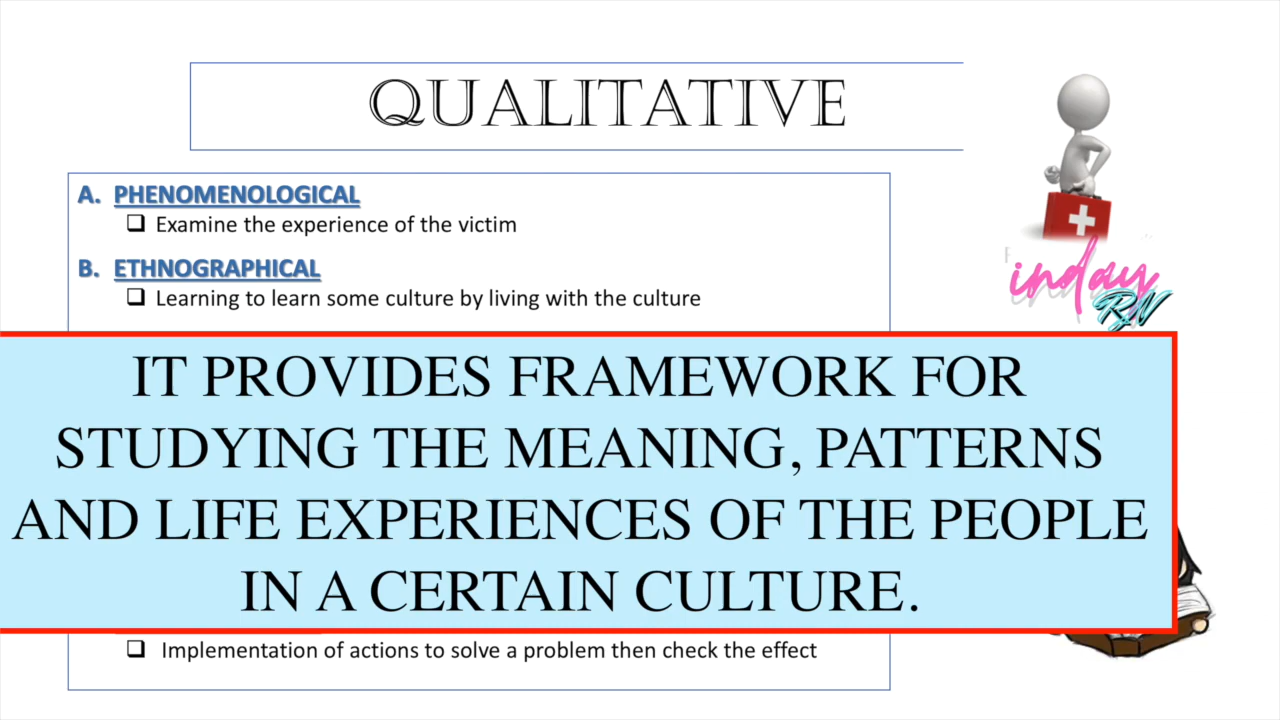 QUALITATIVE
A. PHENOMENOLOGICAL
❑ Examine the experience of the victim
B. ETHNOGRAPHICAL
❑ Learning to learn some culture by living with the culture
inday
RN
IT PROVIDES FRAMEWORK FOR
STUDYING THE MEANING, PATTERNS
AND LIFE EXPERIENCES OF THE PEOPLE
IN A CERTAIN CULTURE.
❑ Implementation of actions to solve a problem then check the effect